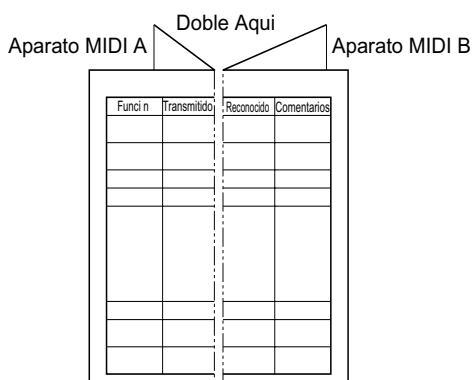 Doble Aqui
Aparato MIDI A Aparato MIDI B
Funci n Transmitido Reconocido Comentarios